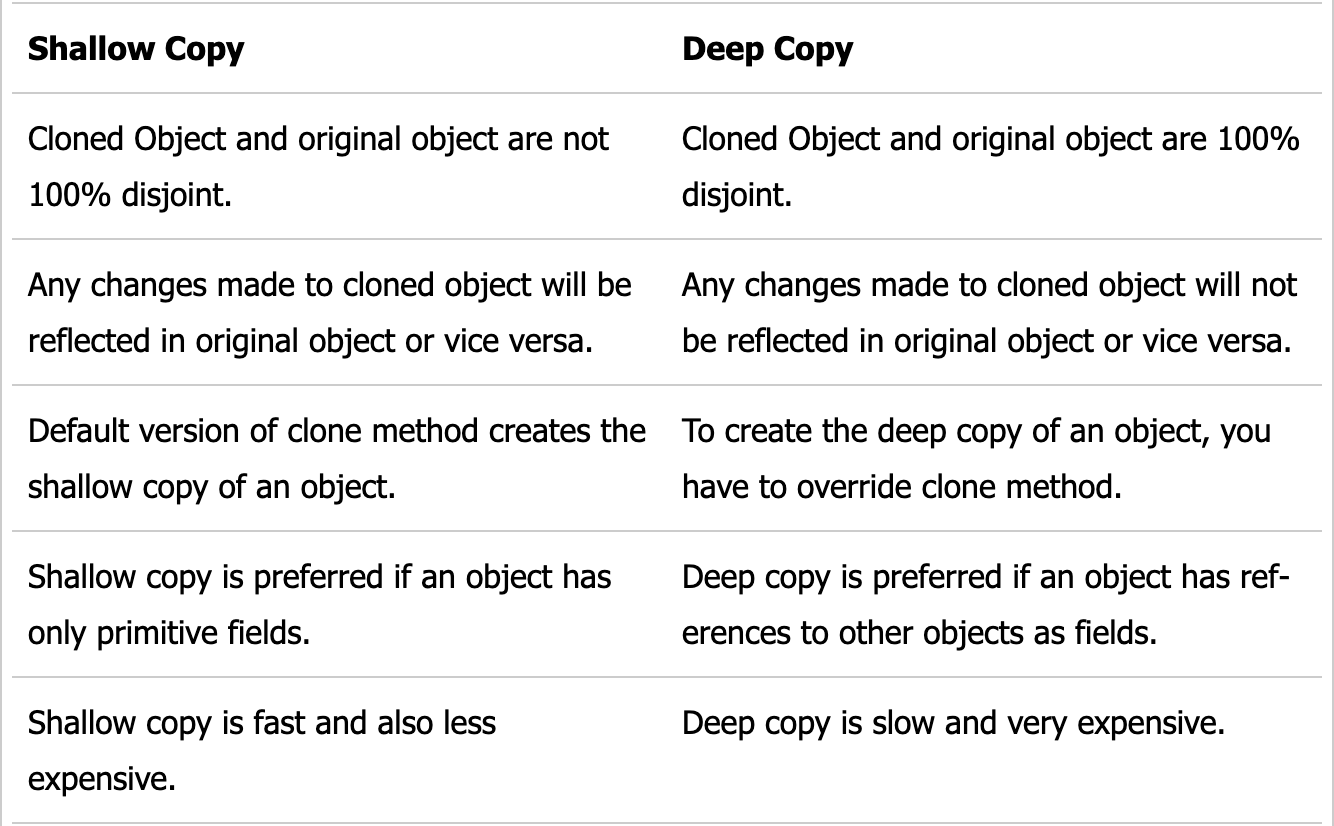 Shallow Copy
Deep Copy
Cloned Object and original object are not
100% disjoint.
Cloned Object and original object are 100%
disjoint.
Any changes made to cloned object will be
reflected in original object or vice versa.
Any changes made to cloned object will not
be reflected in original object or vice versa.
Default version of clone method creates the
shallow copy of an object.
To create the deep copy of an object, you
have to override clone method.
Shallow copy is preferred if an object has
only primitive fields.
Deep copy is preferred if an object has ref-
erences to other objects as fields.
Shallow copy is fast and also less
expensive.
Deep copy is slow and very expensive.